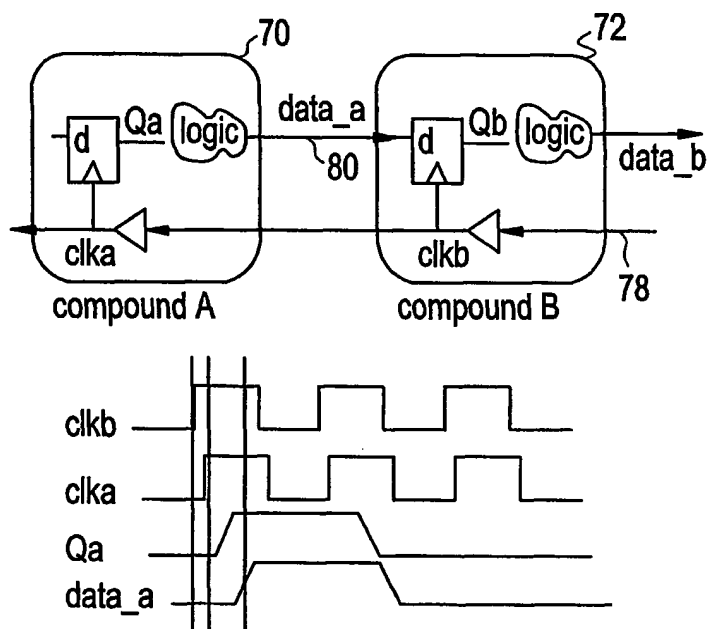 70
72
d
Qa
logic
data_a
80
d
Qb
logic
data_b
clka
clkb
78
compound A
compound B
clkb
clka
Qa
data_a